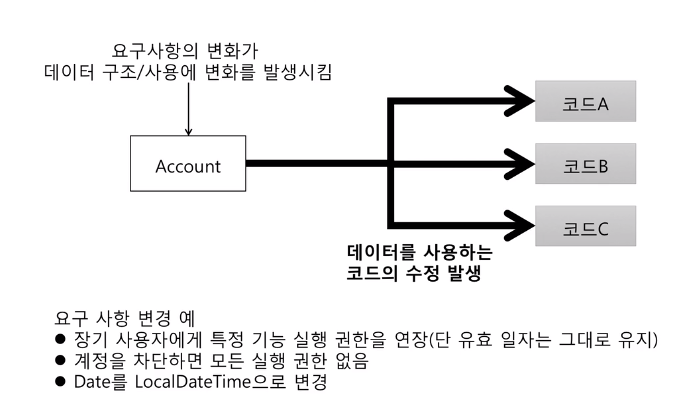 요구사항의 변화가
데이터 구조/사용에 변화를 발생시킴
Account
코드A
코드B
코드C
데이터를 사용하는
코드의 수정 발생
요구 사항 변경 예
● 장기 사용자에게 특정 기능 실행 권한을 연장(단 유효 일자는 그대로 유지)
● 계정을 차단하면 모든 실행 권한 없음
● Date를 LocalDateTime으로 변경